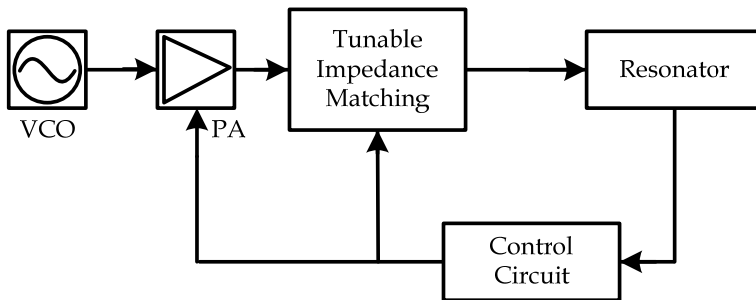 VCO
PA
Tunable
Impedance
Matching
Resonator
Control
Circuit